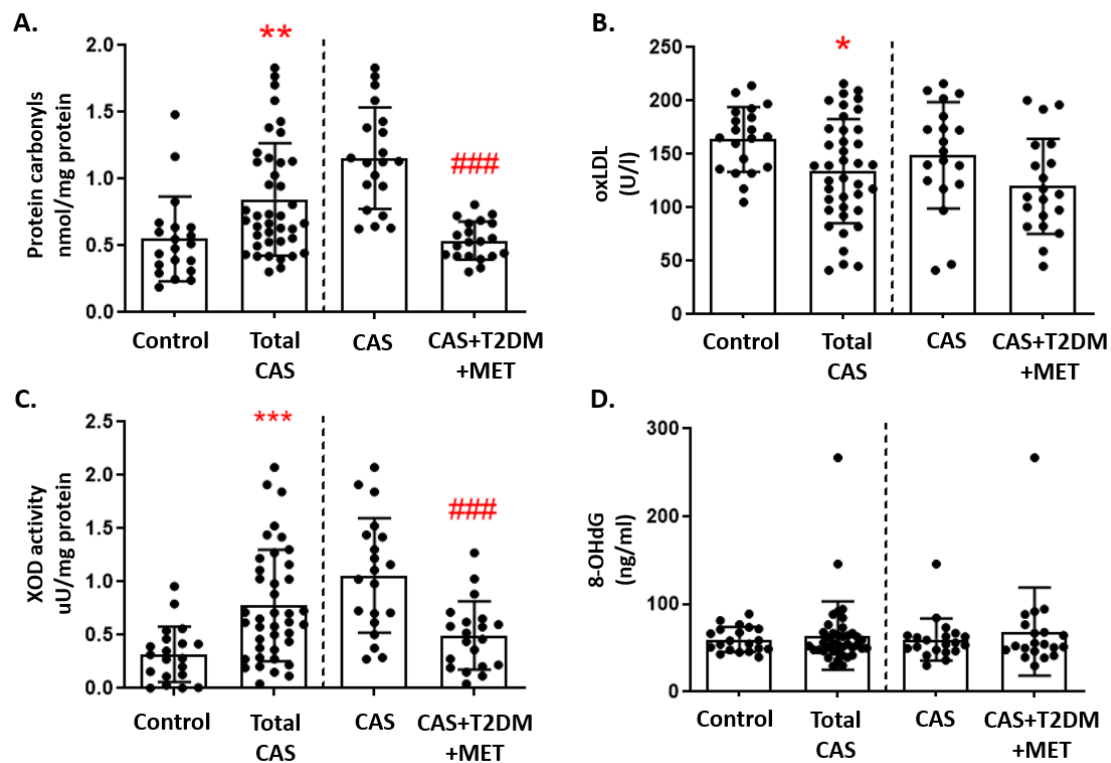 A.
Protein carbonyls
nmol/mg protein
2.0
1.5
1.0
0.5
0.0
**
###
Control
Total
CAS
CAS
CAS+T2DM
+MET
B.
oxLDL
(U/l)
250
200
150
100
50
0
*
Control
Total
CAS
CAS
CAS+T2DM
+MET
C.
XOD activity
uU/mg protein
2.5
2.0
1.5
1.0
0.5
0.0
***
###
Control
Total
CAS
CAS
CAS+T2DM
+MET
D.
8-OHdG
(ng/ml)
300
200
100
50
0
Control
Total
CAS
CAS
CAS+T2DM
+MET